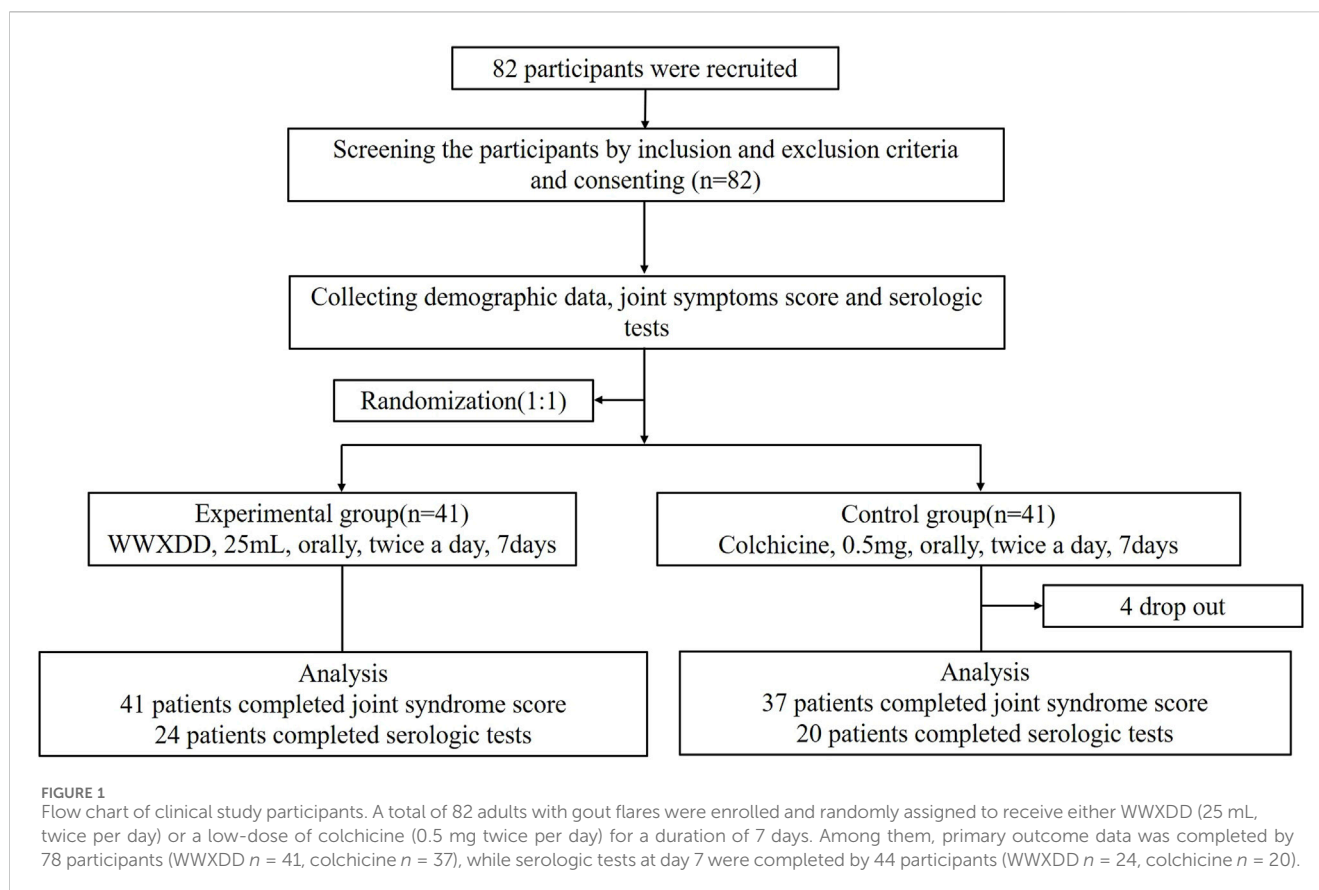 82 participants were recruited
Screening the participants by inclusion and exclusion criteria
and consenting (n=82)
Collecting demographic data, joint symptoms score and serologic
tests
Randomization(1:1)
Experimental group(n=41)
WWXDD, 25mL, orally, twice a day, 7days
Control group(n=41)
Colchicine, 0.5mg, orally, twice a day, 7days
4 drop out
Analysis
41 patients completed joint syndrome score
24 patients completed serologic tests
Analysis
37 patients completed joint syndrome score
20 patients completed serologic tests
FIGURE 1
Flow chart of clinical study participants. A total of 82 adults with gout flares were enrolled and randomly assigned to receive either WWXDD (25 mL,
twice per day) or a low-dose of colchicine (0.5 mg twice per day) for a duration of 7 days. Among them, primary outcome data was completed by
78 participants (WWXDD n = 41, colchicine n = 37), while serologic tests at day 7 were completed by 44 participants (WWXDD n = 24, colchicine n = 20).